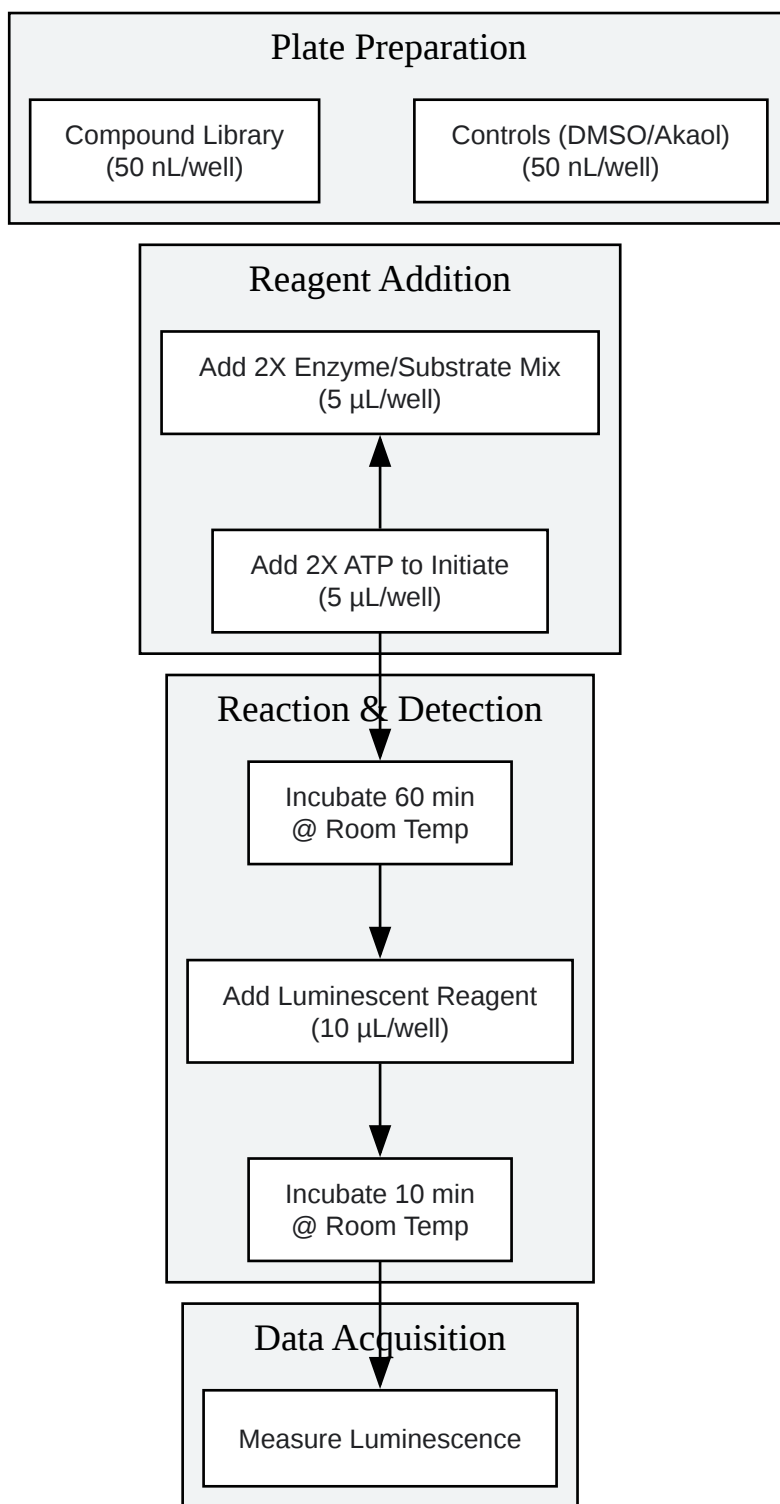 Plate Preparation
Compound Library
(50 nL/well)
Controls (DMSO/Akaol)
(50 nL/well)
Reagent Addition
Add 2X Enzyme/Substrate Mix
(5 µL/well)
Add 2X ATP to Initiate
(5 µL/well)
Reaction & Detection
Incubate 60 min
@ Room Temp
Add Luminescent Reagent
(10 µL/well)
Incubate 10 min
@ Room Temp
Data Acquisition
Measure Luminescence